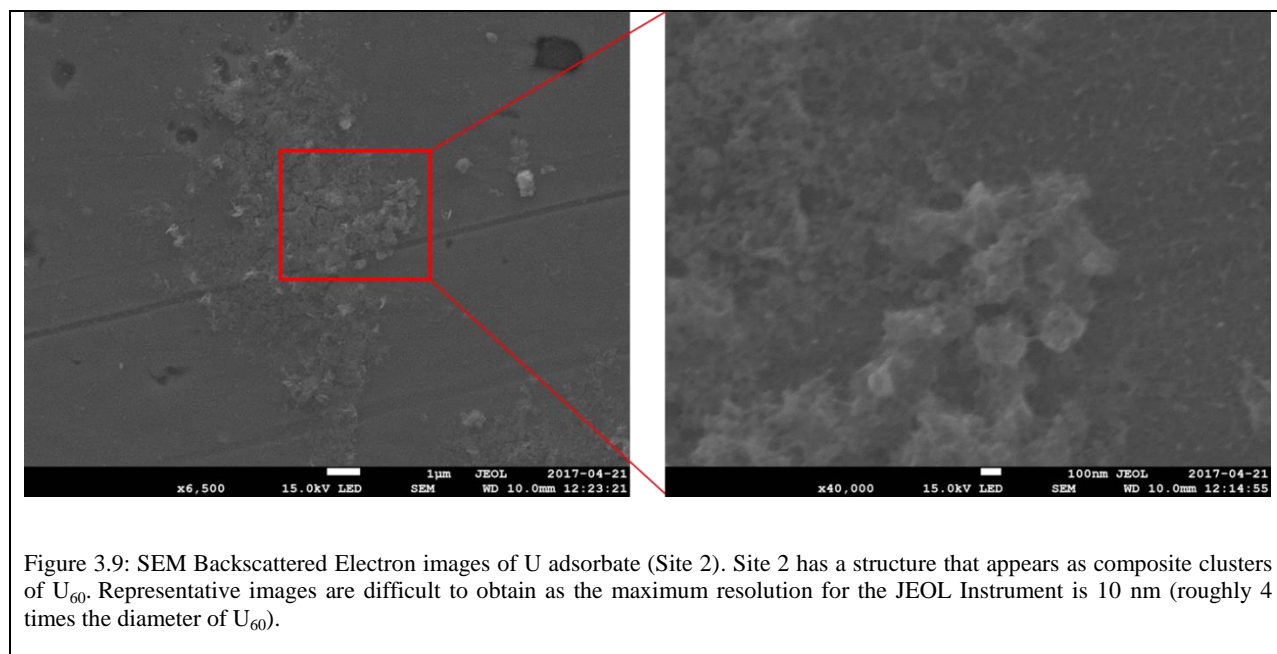 1μm JEOL 2017-04-21
x6,500 15.0kV LED SEM WD 10.0mm 12:23:21
100nm JEOL 2017-04-21
x40,000 15.0kV LED SEM WD 10.0mm 12:14:55
Figure 3.9: SEM Backscattered Electron images of U adsorbate (Site 2). Site 2 has a structure that appears as composite clusters
of U₆₀. Representative images are difficult to obtain as the maximum resolution for the JEOL Instrument is 10 nm (roughly 4
times the diameter of U₆₀).